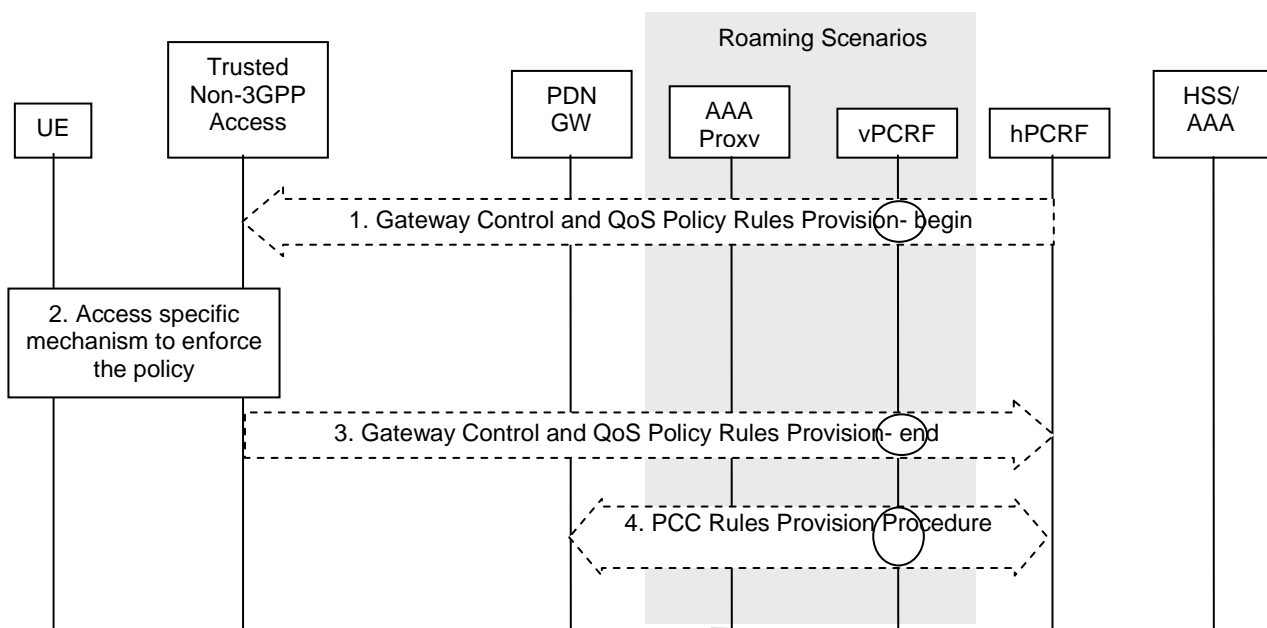 Roaming Scenarios
UE
Trusted
Non-3GPP
Access
PDN
GW
AAA
Proxv
vPCRF
hPCRF
HSS/
AAA
1. Gateway Control and QoS Policy Rules Provision- begin
2. Access specific
mechanism to enforce
the policy
3. Gateway Control and QoS Policy Rules Provision- end
4. PCC Rules Provision Procedure